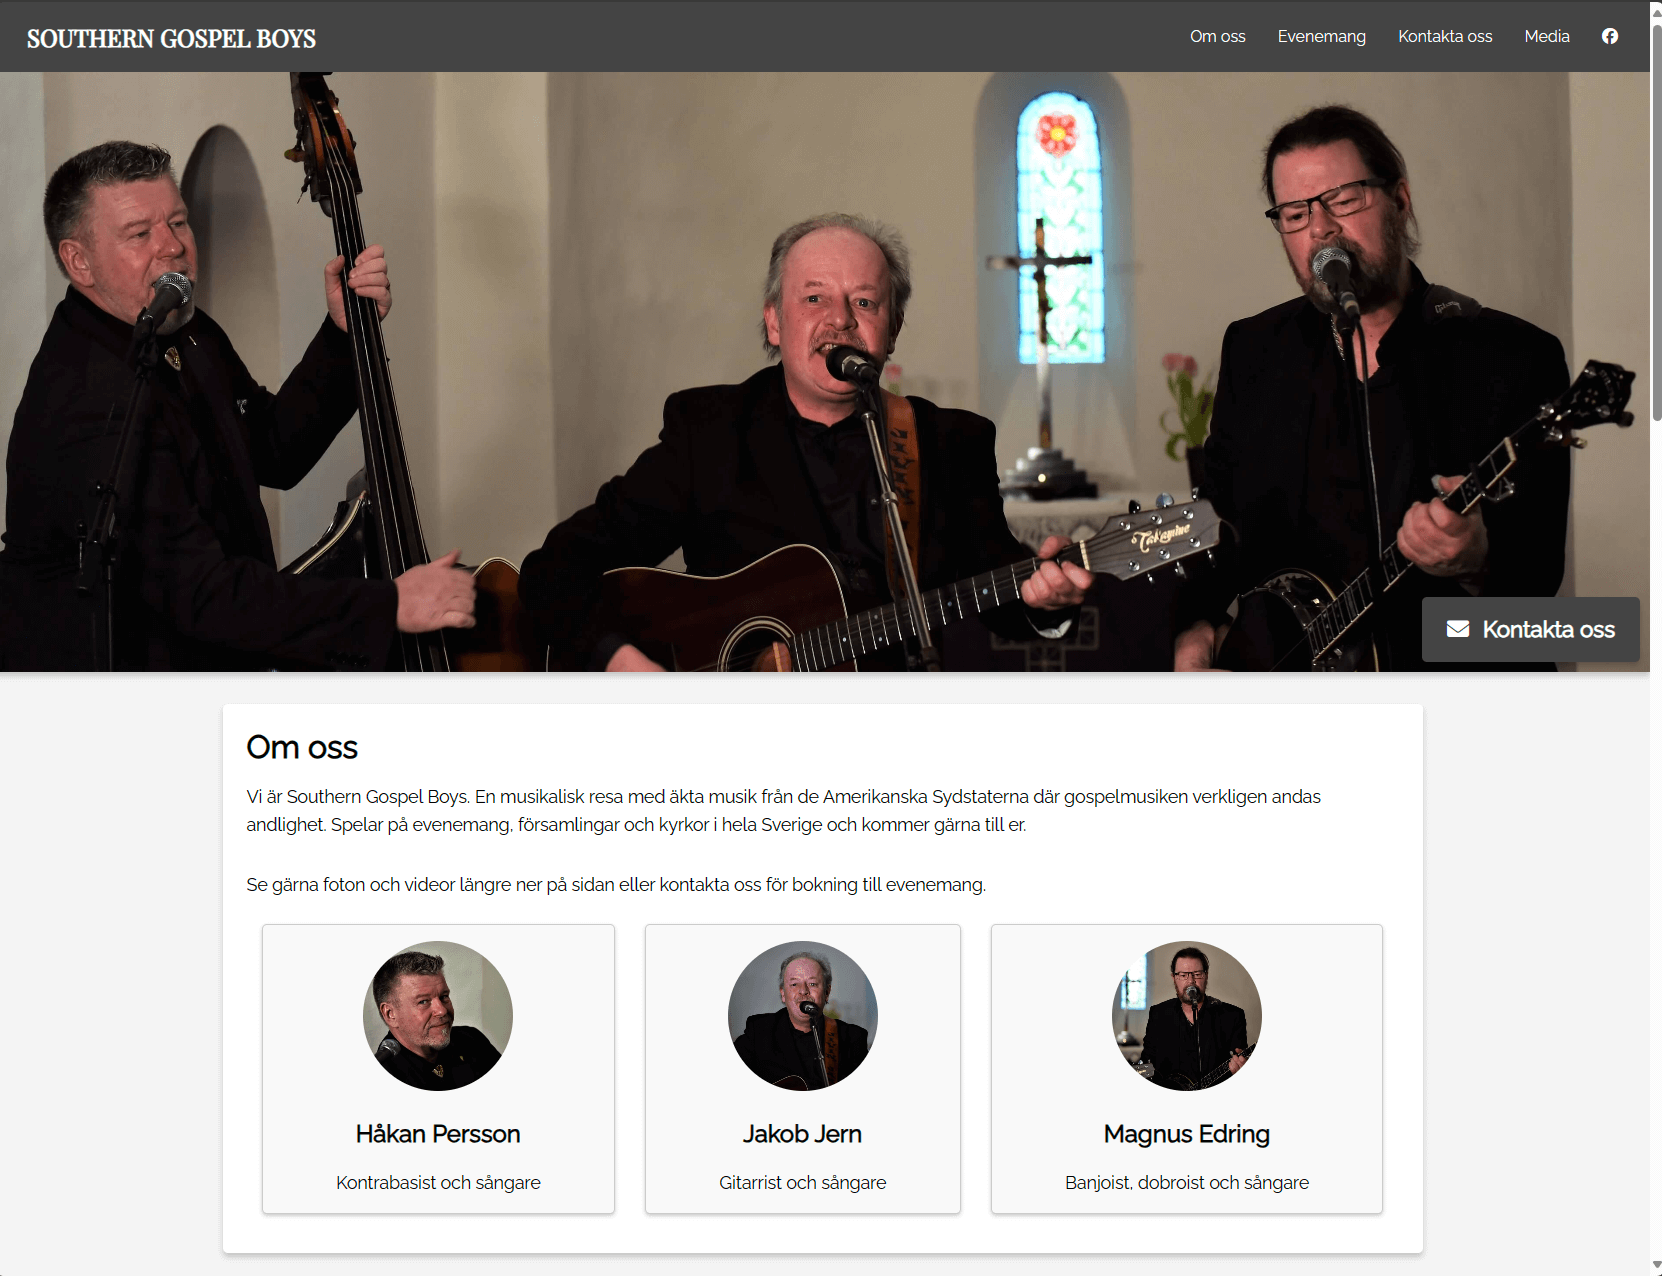 SOUTHERN GOSPEL BOYS
Om oss
Evenemang
Kontakta oss
Media
Takamine
Kontakta oss
Om oss
Vi är Southern Gospel Boys. En musikalisk resa med äkta musik från de Amerikanska Sydstaterna där gospelmusiken verkligen andas
andlighet. Spelar på evenemang, församlingar och kyrkor i hela Sverige och kommer gärna till er.
Se gärna foton och videor längre ner på sidan eller kontakta oss för bokning till evenemang.
Håkan Persson
Kontrabasist och sångare
Jakob Jern
Gitarrist och sångare
Magnus Edring
Banjoist, dobroist och sångare